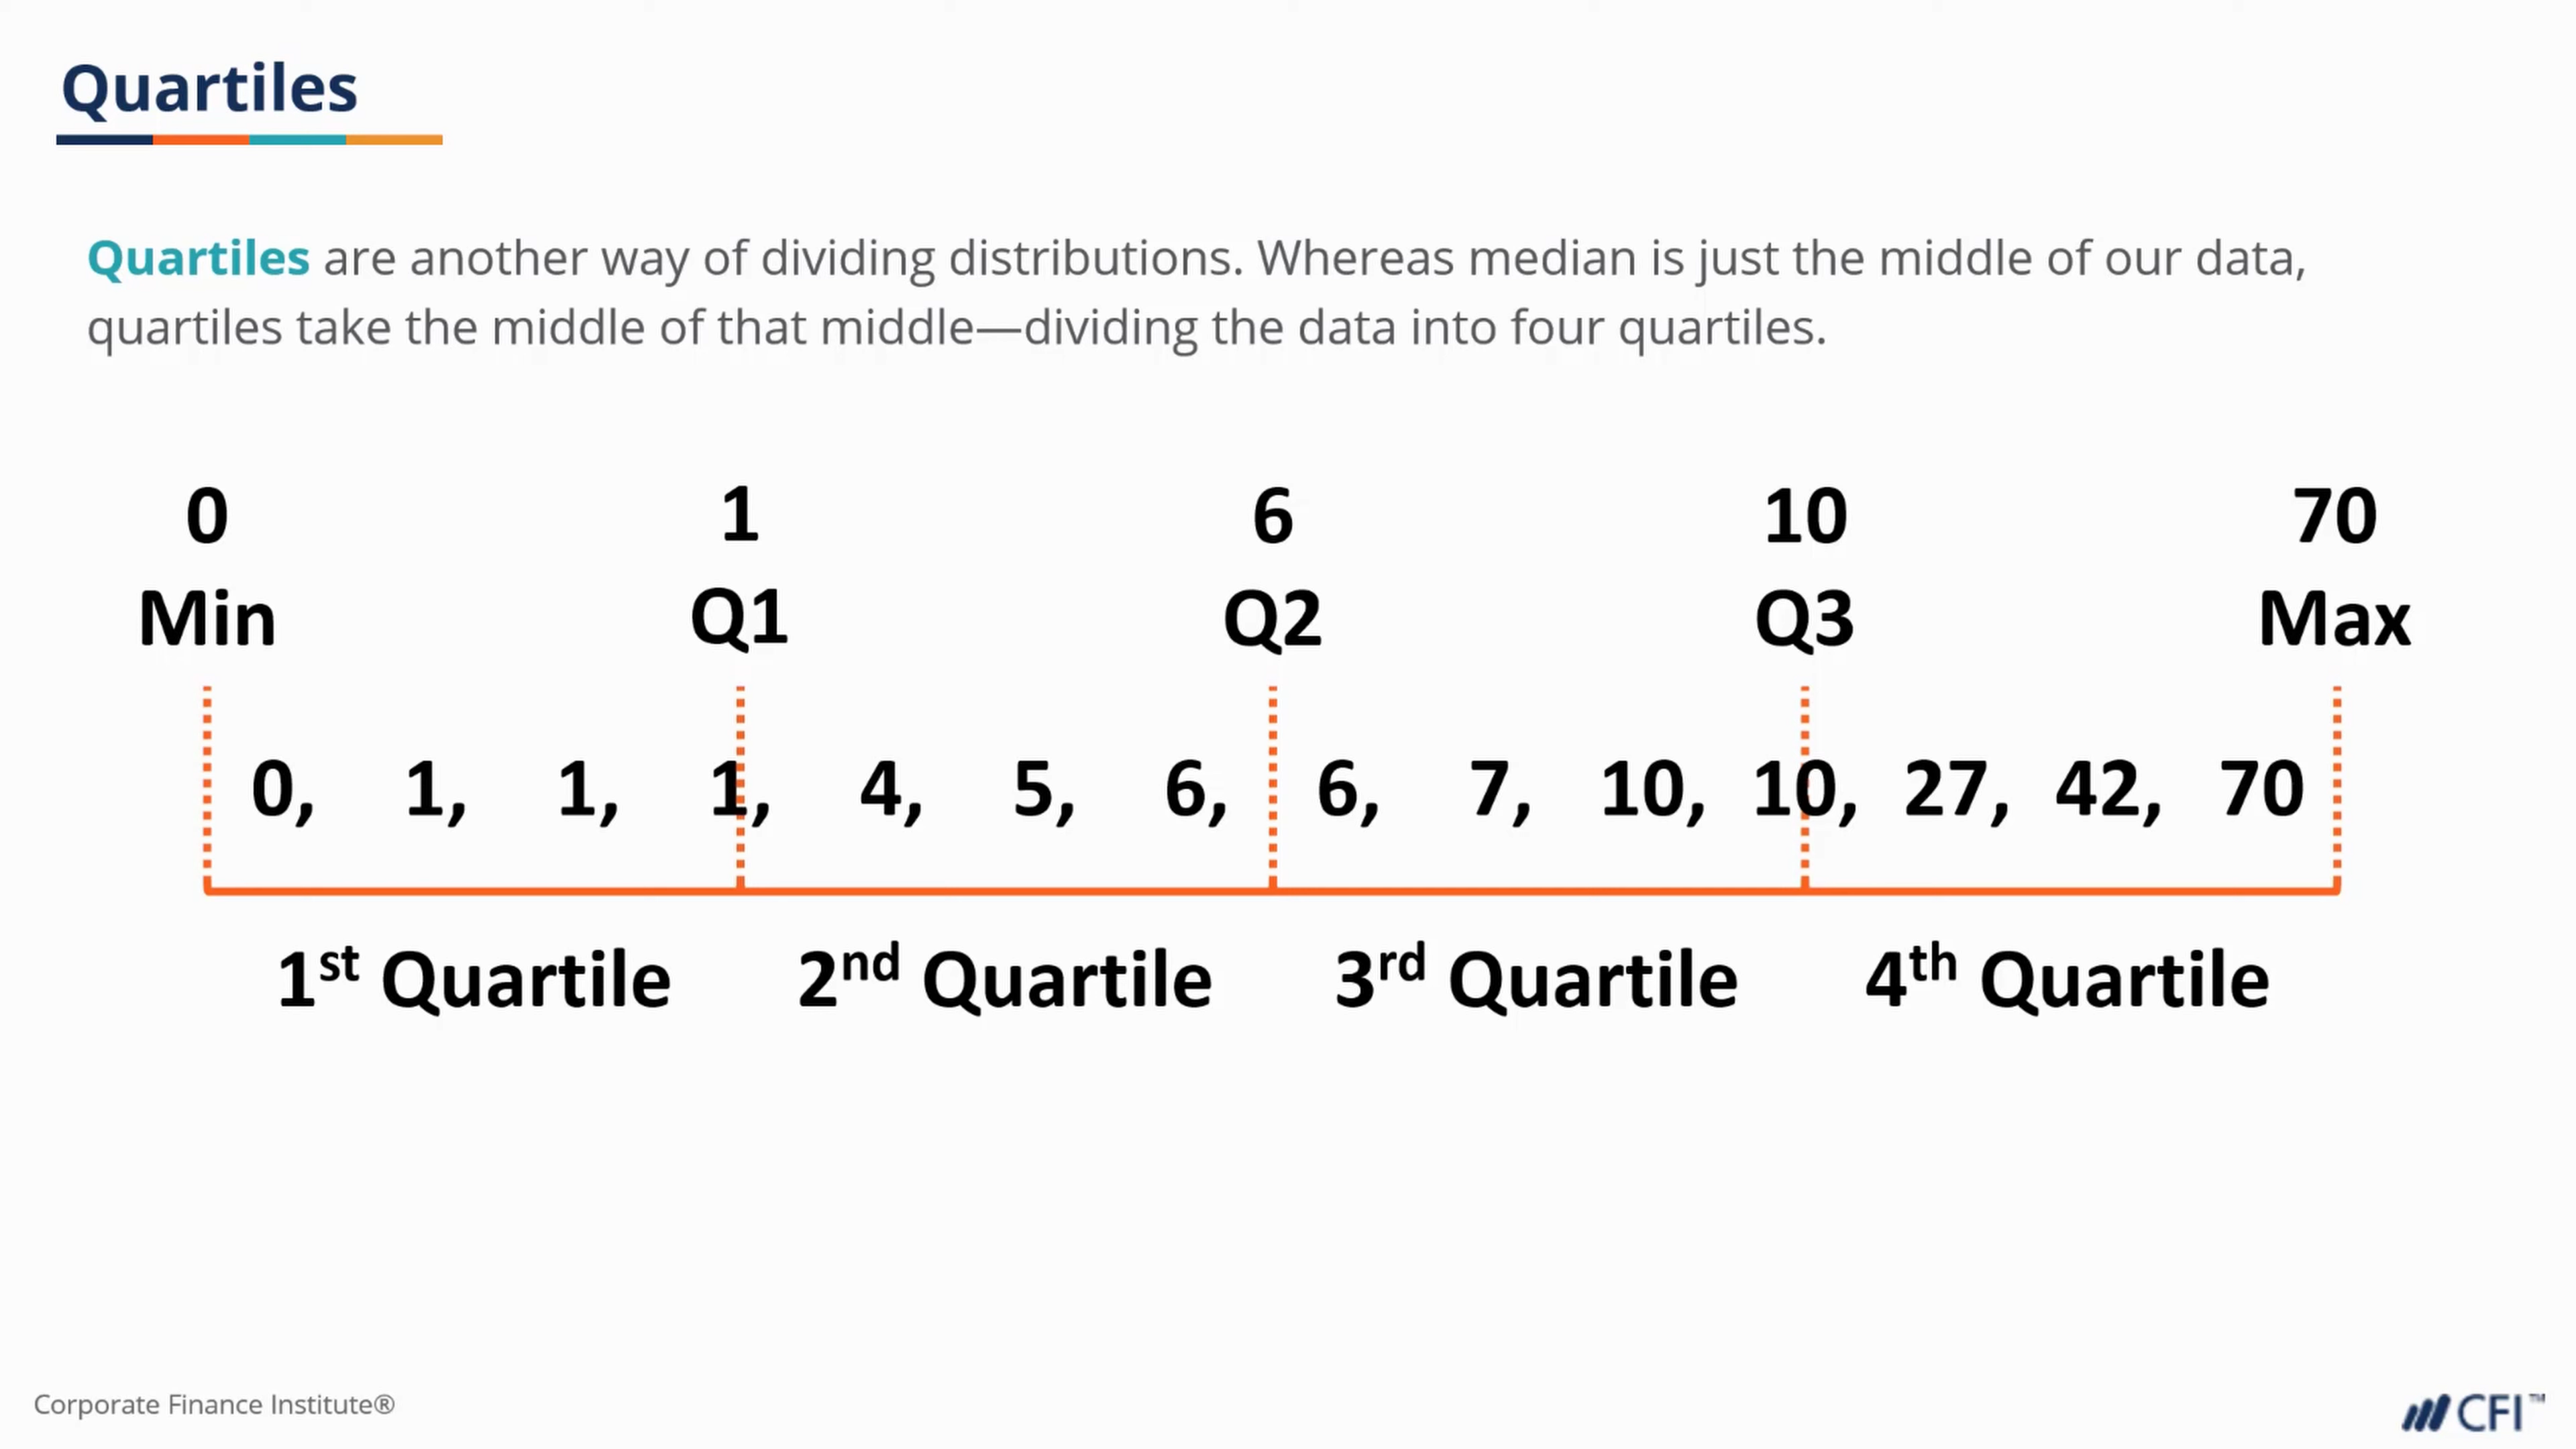 Quartiles
Quartiles are another way of dividing distributions. Whereas median is just the middle of our data,
quartiles take the middle of that middle—dividing the data into four quartiles.
0 1 6 10 70
Min Q1 Q2 Q3 Max
0, 1, 1, 1, 4, 5, 6, 6, 7, 10, 10, 27, 42, 70
1st Quartile 2nd Quartile 3rd Quartile 4th Quartile
Corporate Finance Institute®
CFI™